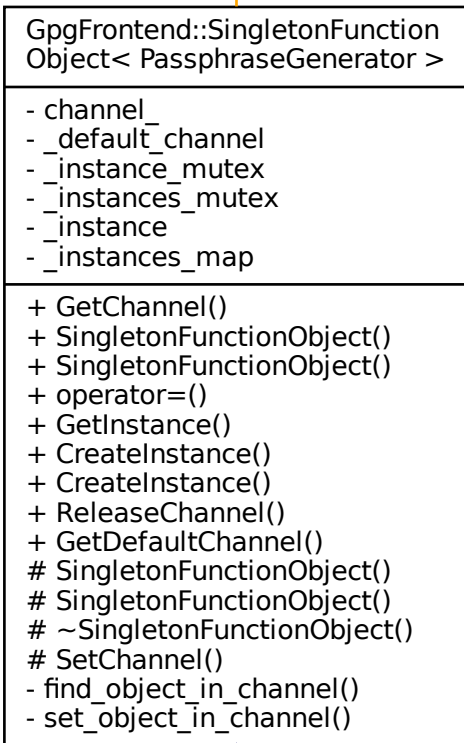 GpgFrontend::SingletonFunction
Object< PassphraseGenerator >
- channel_
- _default_channel
- _instance_mutex
- _instances_mutex
- _instance
- _instances_map
+ GetChannel()
+ SingletonFunctionObject()
+ SingletonFunctionObject()
+ operator=()
+ GetInstance()
+ CreateInstance()
+ CreateInstance()
+ ReleaseChannel()
+ GetDefaultChannel()
# SingletonFunctionObject()
# SingletonFunctionObject()
# ~SingletonFunctionObject()
# SetChannel()
- find_object_in_channel()
- set_object_in_channel()